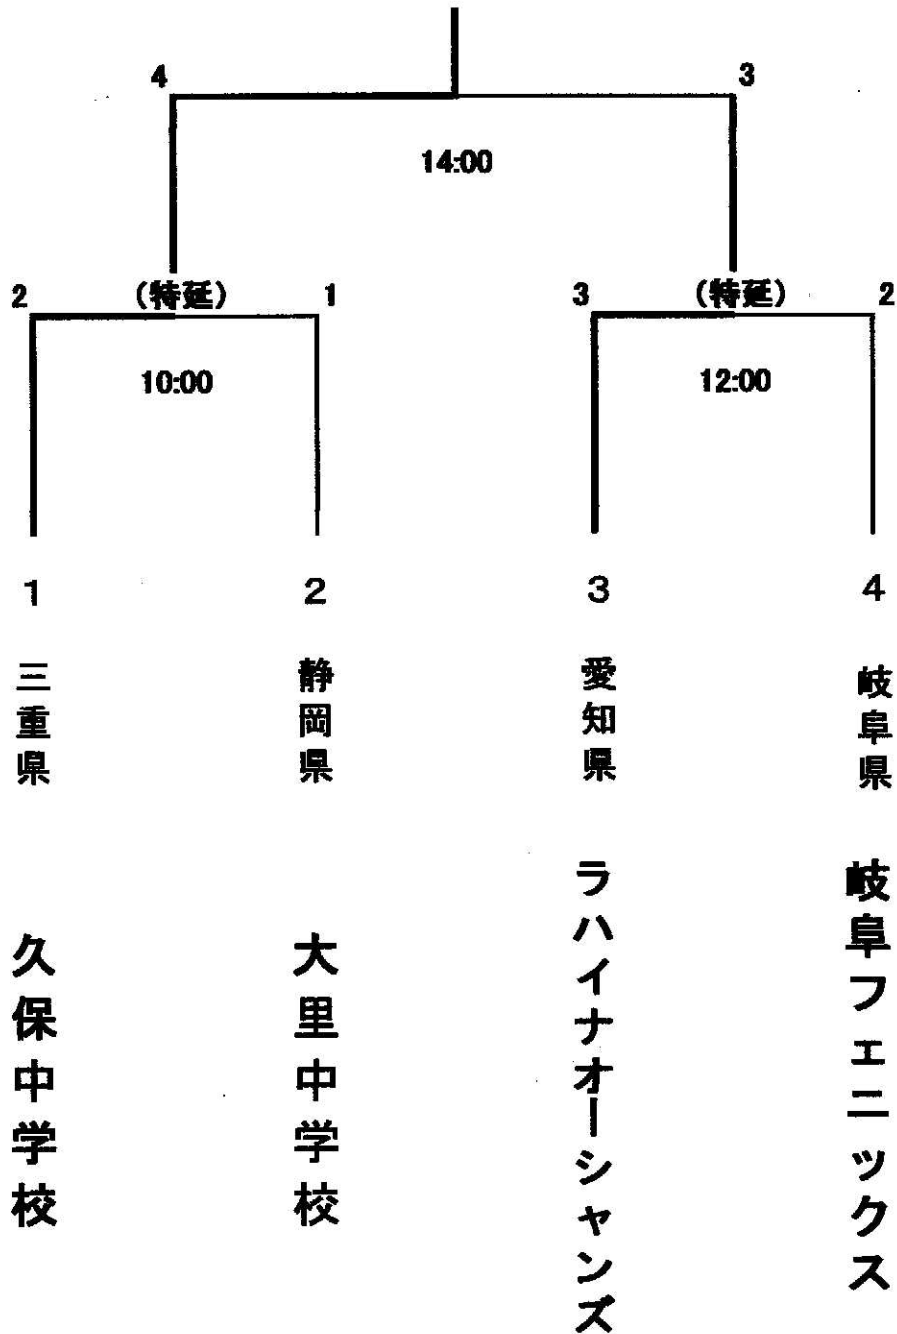 4 3
14:00
2 (特延) 1
3 (特延) 2
10:00
12:00
1
2
3
4
三重県
静岡県
愛知県
岐阜県
久保中学校
大里中学校
ラハイナオーシャンズ
岐阜フェニックス